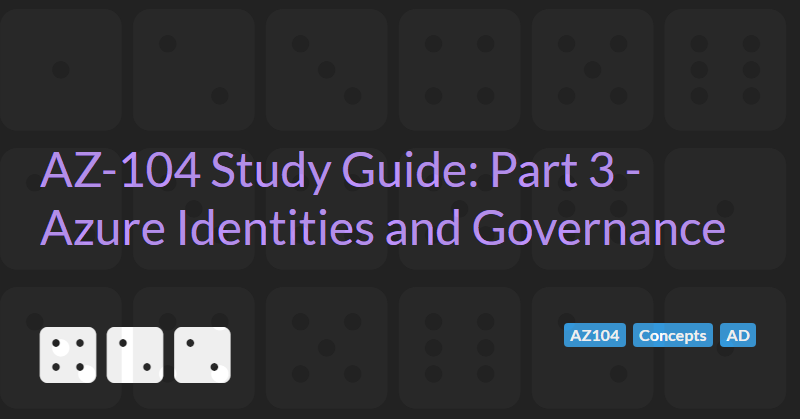 AZ-104 Study Guide: Part 3 -
Azure Identities and Governance
AZ104 Concepts AD